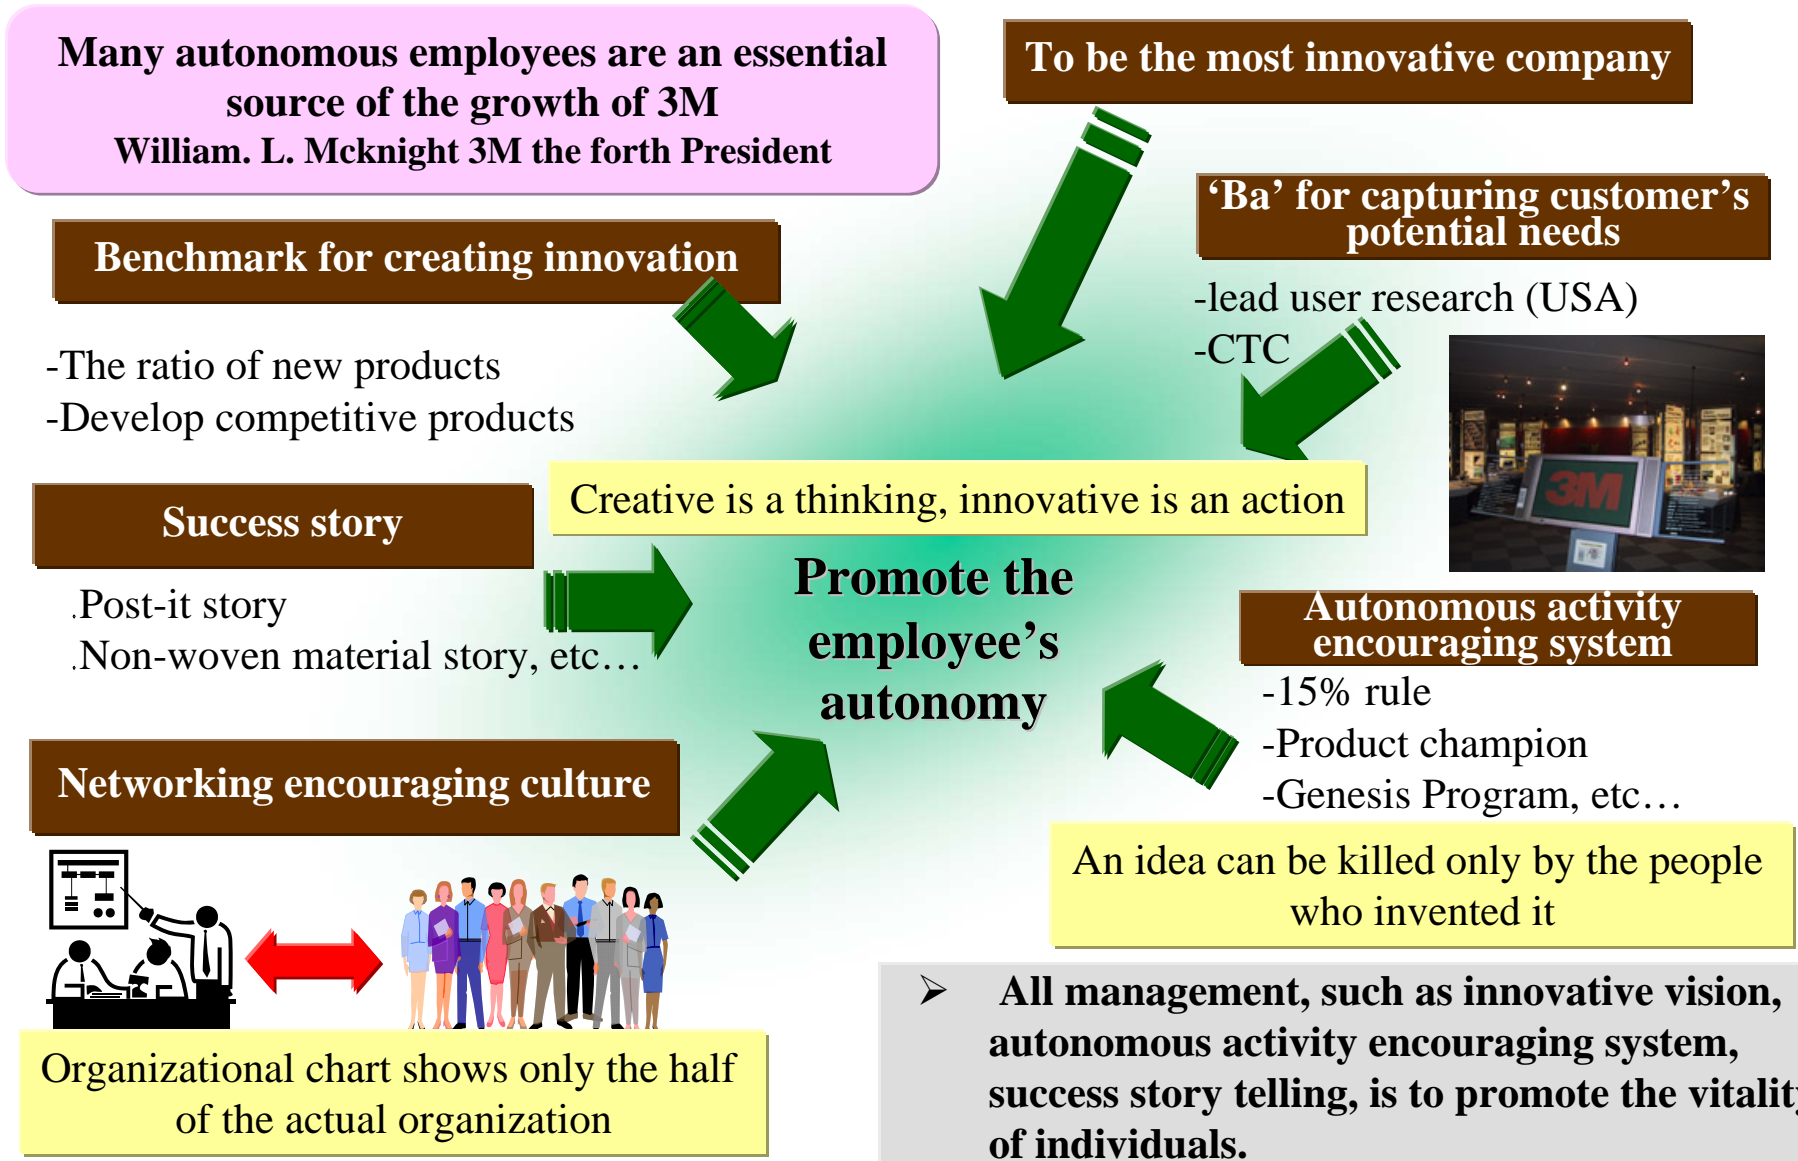 Many autonomous employees are an essential
source of the growth of 3M
William. L. Mcknight 3M the forth President
To be the most innovative company
‘Ba’ for capturing customer’s
potential needs
-lead user research (USA)
-CTC
3M
Benchmark for creating innovation
-The ratio of new products
-Develop competitive products
Creative is a thinking, innovative is an action
Success story
.Post-it story
.Non-woven material story, etc…
Promote the
employee’s
autonomy
Autonomous activity
encouraging system
-15% rule
-Product champion
-Genesis Program, etc…
Networking encouraging culture
An idea can be killed only by the people
who invented it
Organizational chart shows only the half
of the actual organization
➢ All management, such as innovative vision,
autonomous activity encouraging system,
success story telling, is to promote the vitality
of individuals.